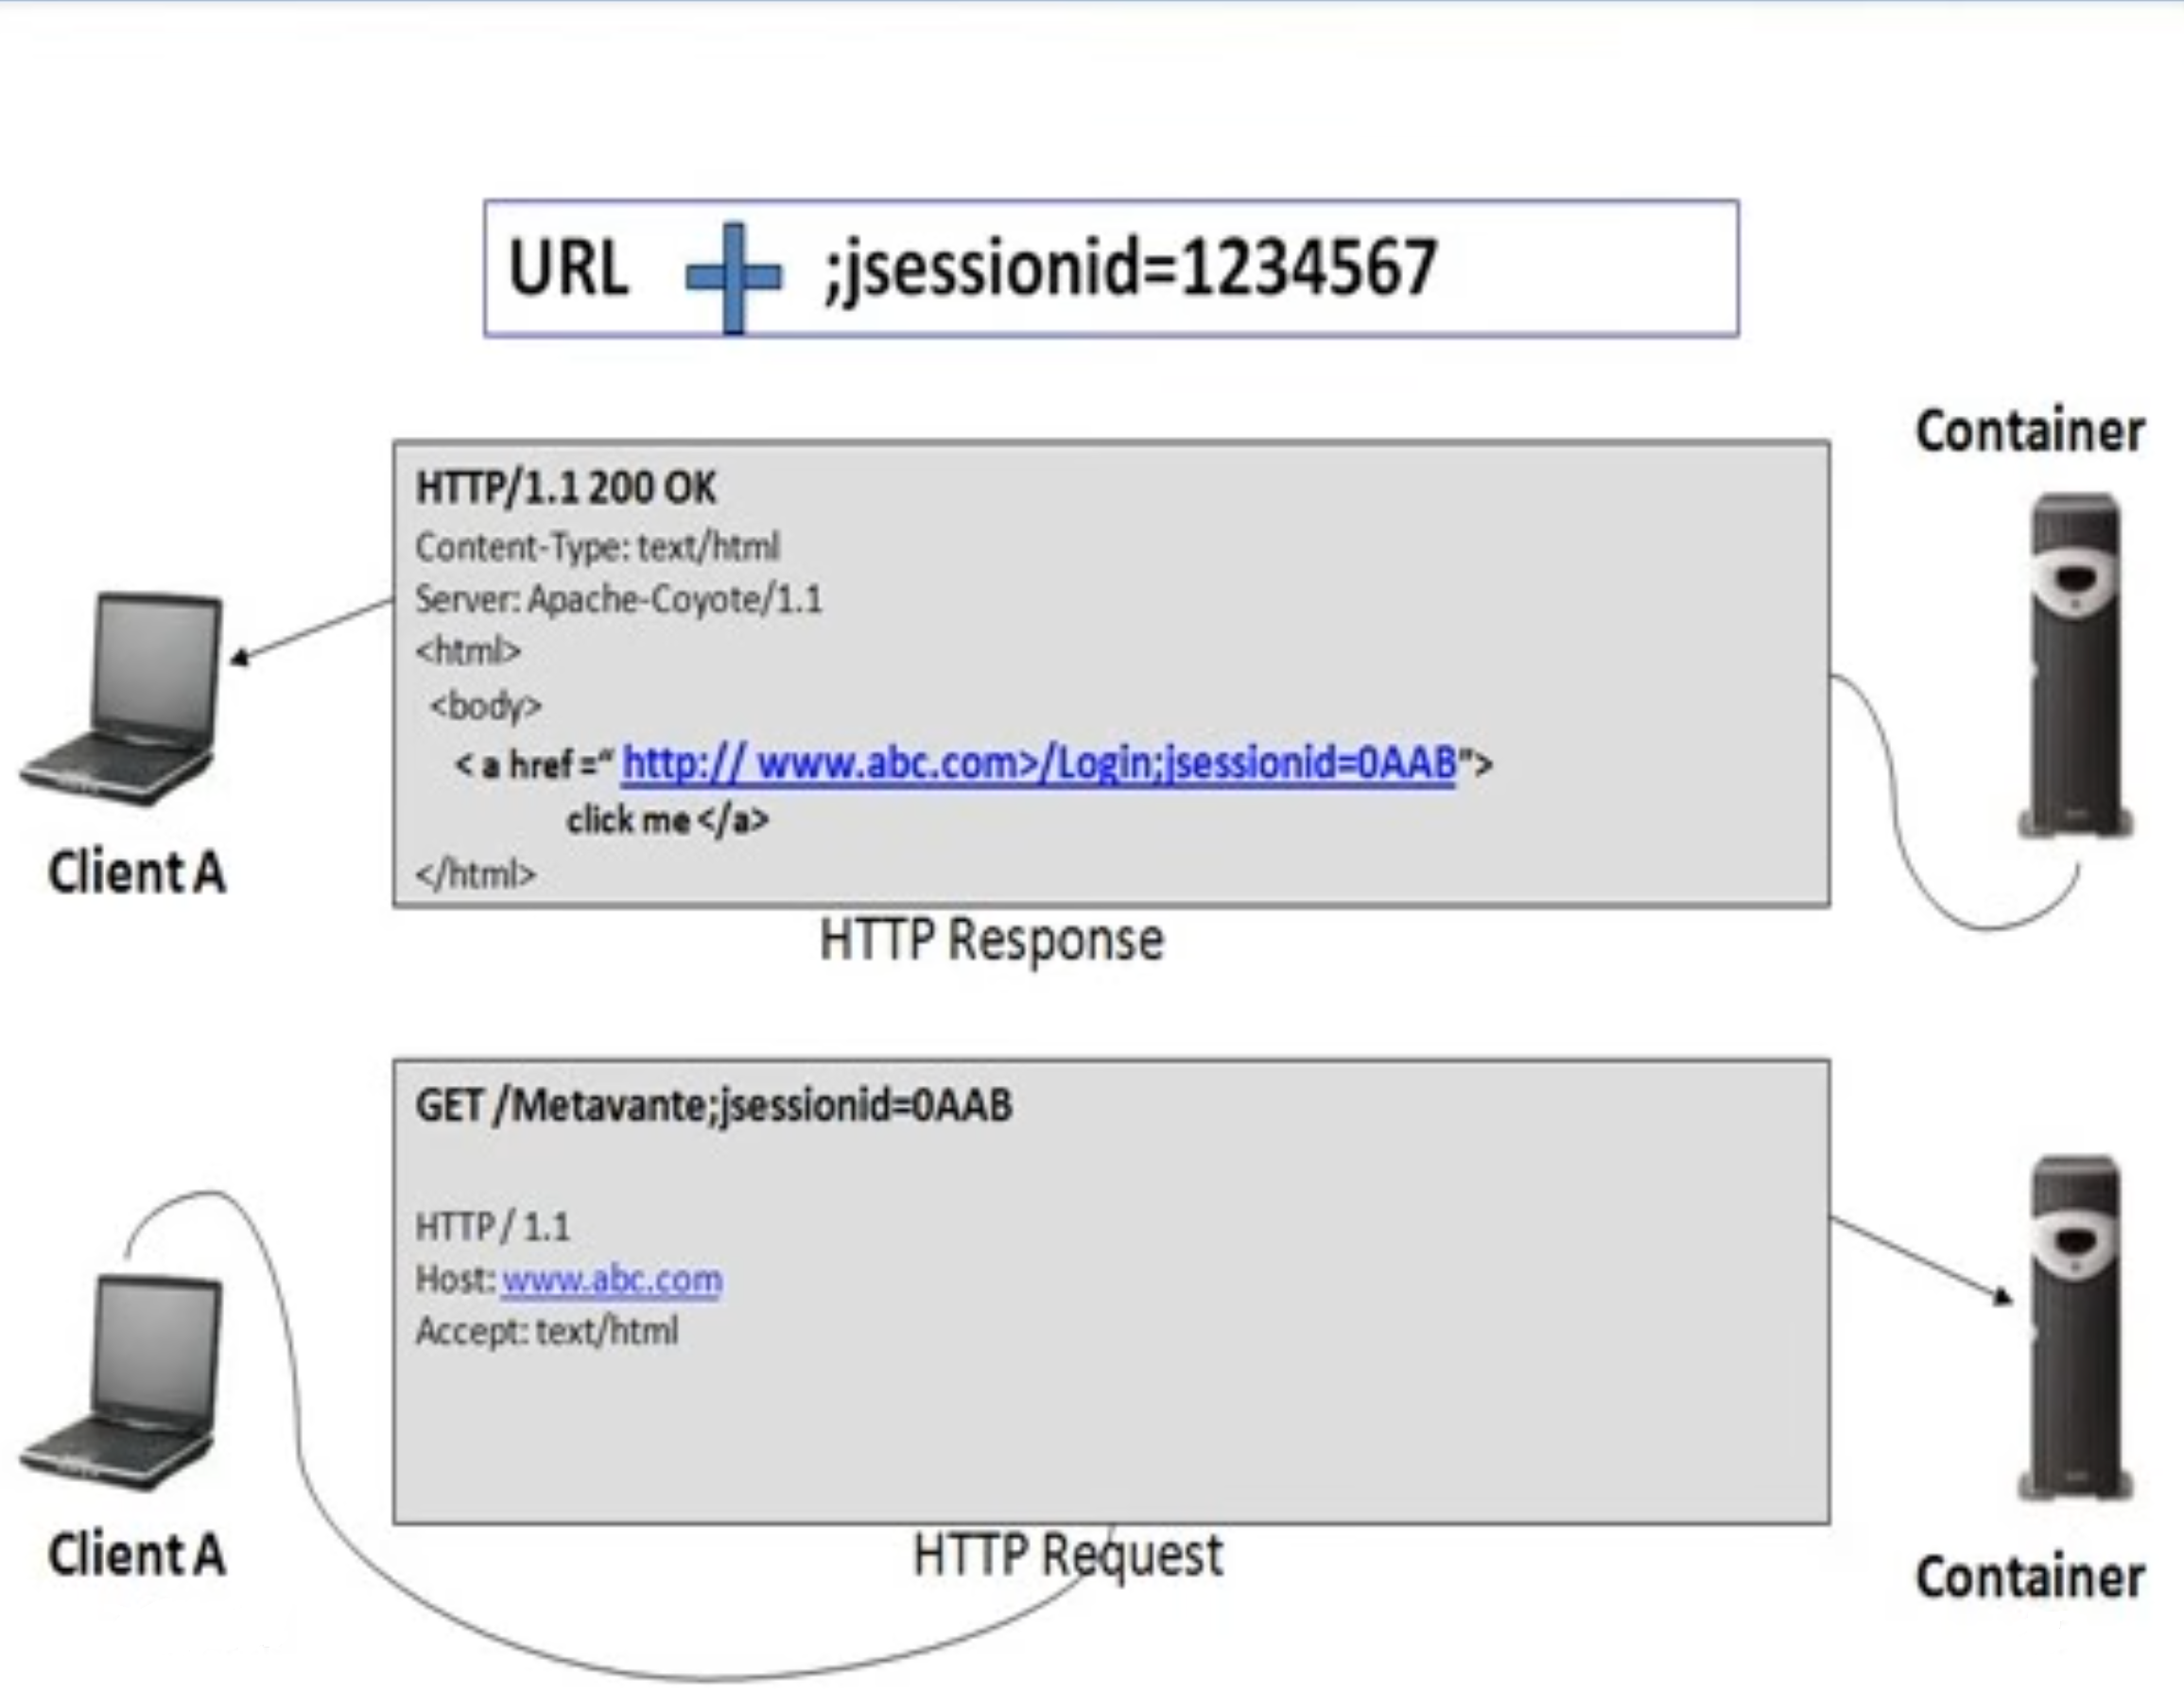 URL + ;jsessionid=1234567
Container
HTTP/1.1 200 OK
Content-Type: text/html
Server: Apache-Coyote/1.1
<html>
<body>
< a href =“ http:// www.abc.com>/Login;jsessionid=0AAB”>
click me </a>
</html>
Client A
HTTP Response
GET /Metavante;jsessionid=0AAB
HTTP / 1.1
Host: www.abc.com
Accept: text/html
HTTP Request
Client A
Container